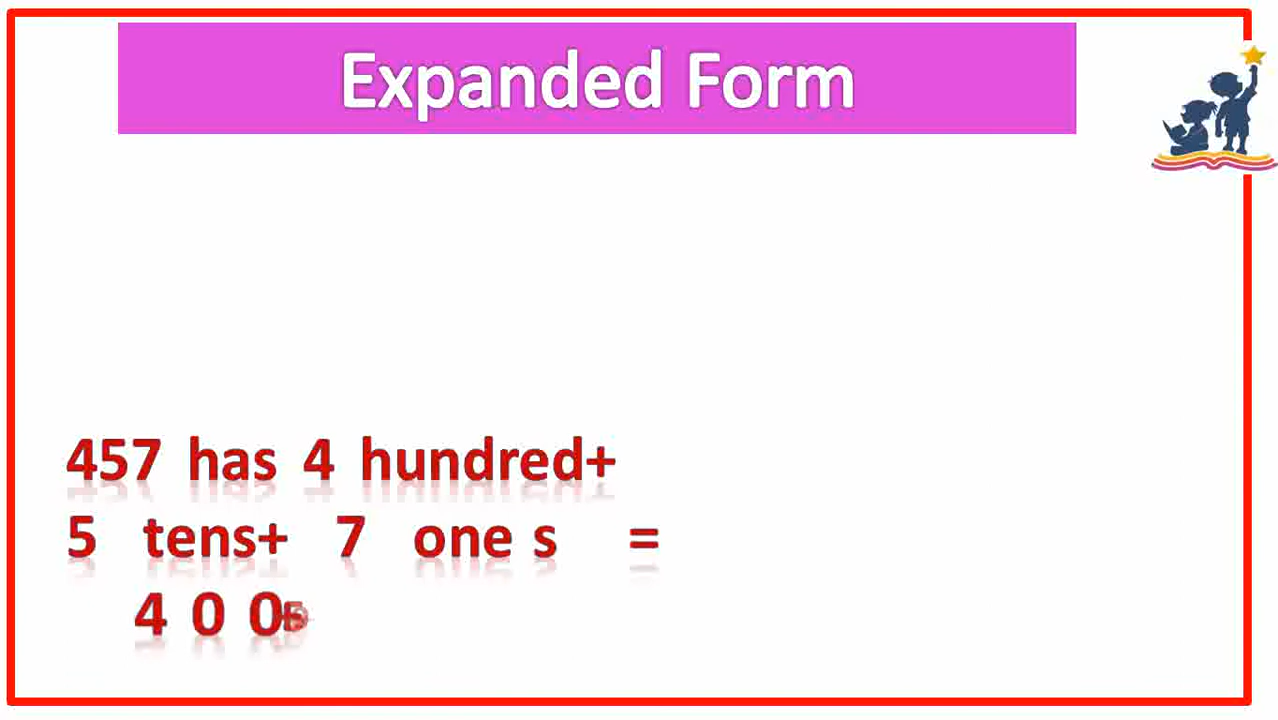 Expanded Form
457 has 4 hundred+
5 tens+ 7 one s =
4 0 0